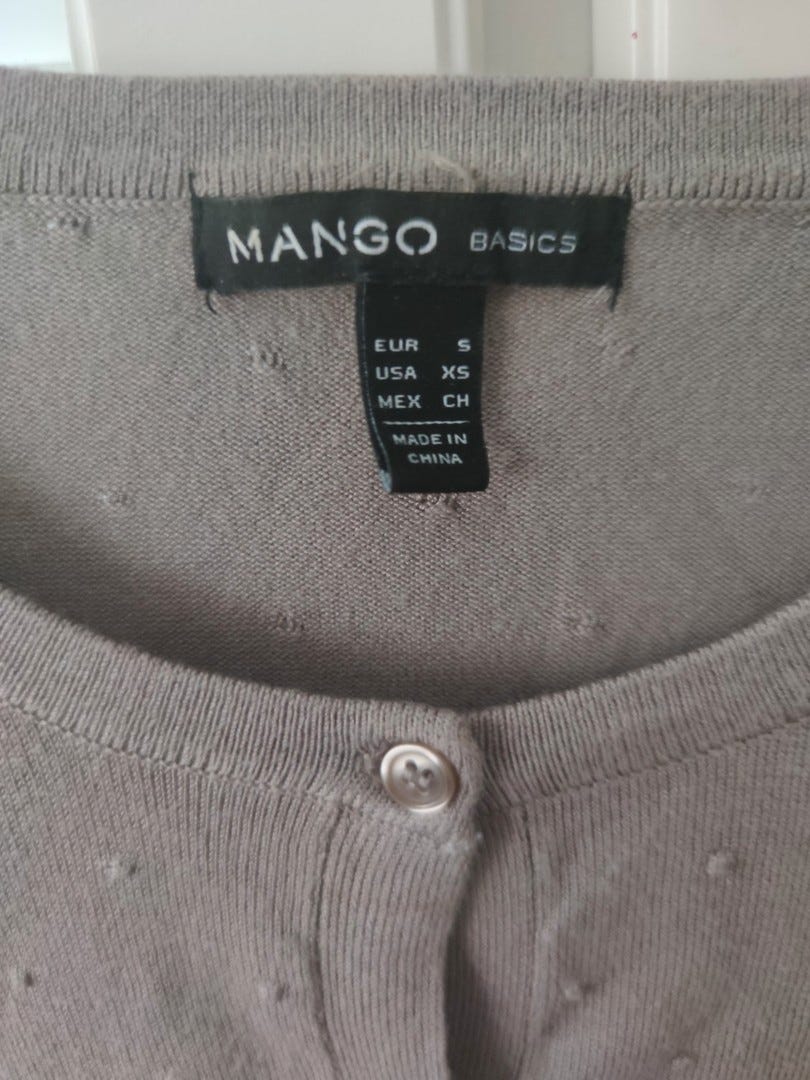 MANGO BASICS
EUR S
USA XS
MEX CH
MADE IN
CHINA